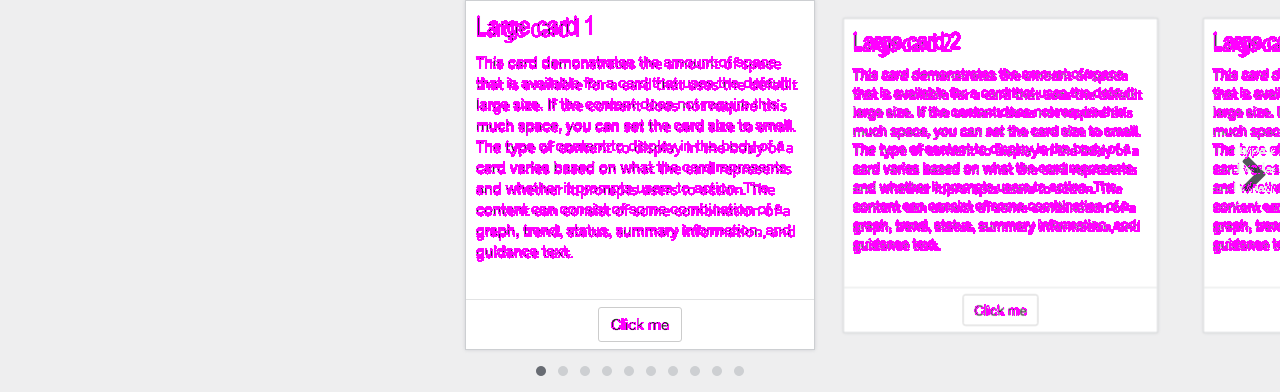 Large card 1
This card demonstrates the amount of space
that is available for a card that uses the default
large size. If the content does not require this
much space, you can set the card size to small.
The type of content to display in the body of a
card varies based on what the card represents
and whether it prompts users to action. The
content can consist of some combination of a
graph, trend, status, summary information, and
guidance text.
Click me
Large card 2
This card demonstrates the amount of space
that is available for a card that uses the default
large size. If the content does not require this
much space, you can set the card size to small.
The type of content to display in the body of a
card varies based on what the card represents
and whether it prompts users to action. The
content can consist of some combination of a
graph, trend, status, summary information, and
guidance text.
Click me
Large
This card
that is avail
large size. I
much space
The
card varies
and
content can
graph, trend
guidance te